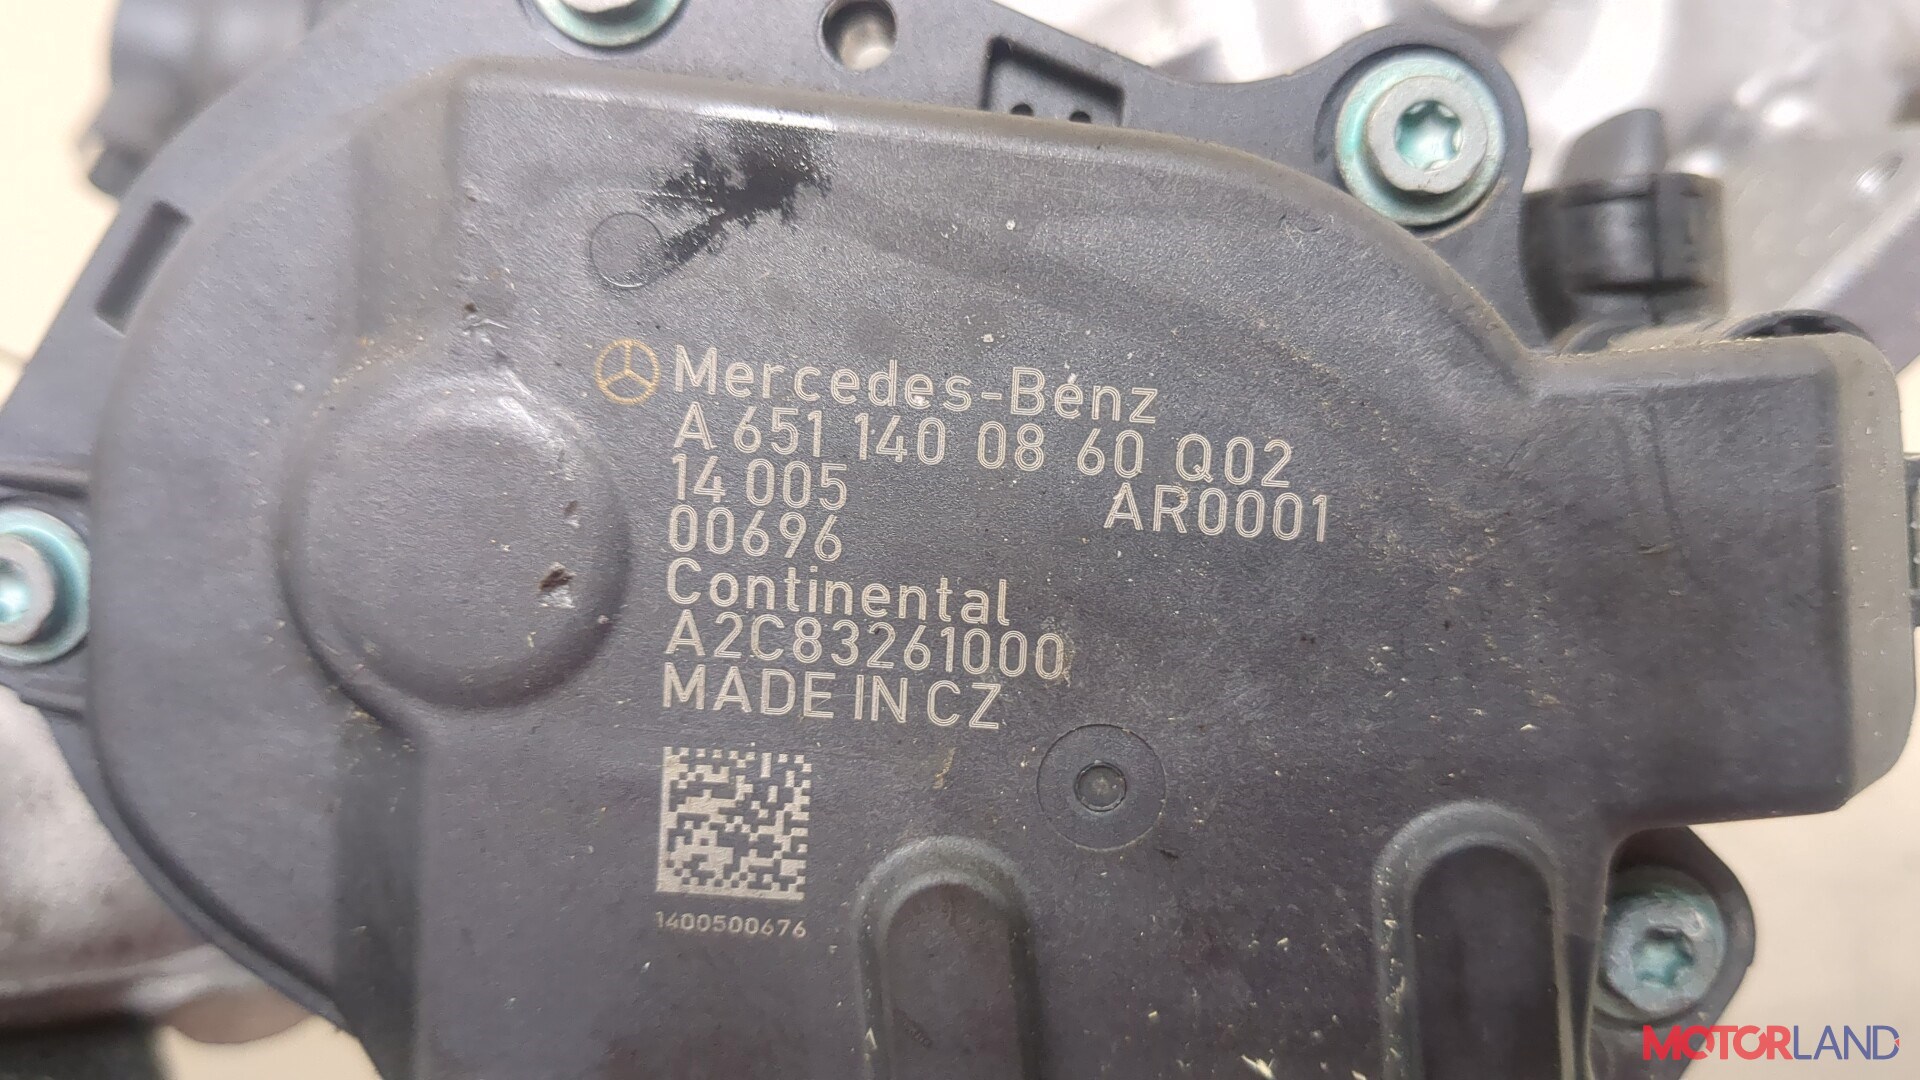 Mercedes-Benz
A 651 140 08 60 Q02
14 005 AR0001
00696
Continental
A2C83261000
MADE IN CZ
1400500676
MOTORLAND